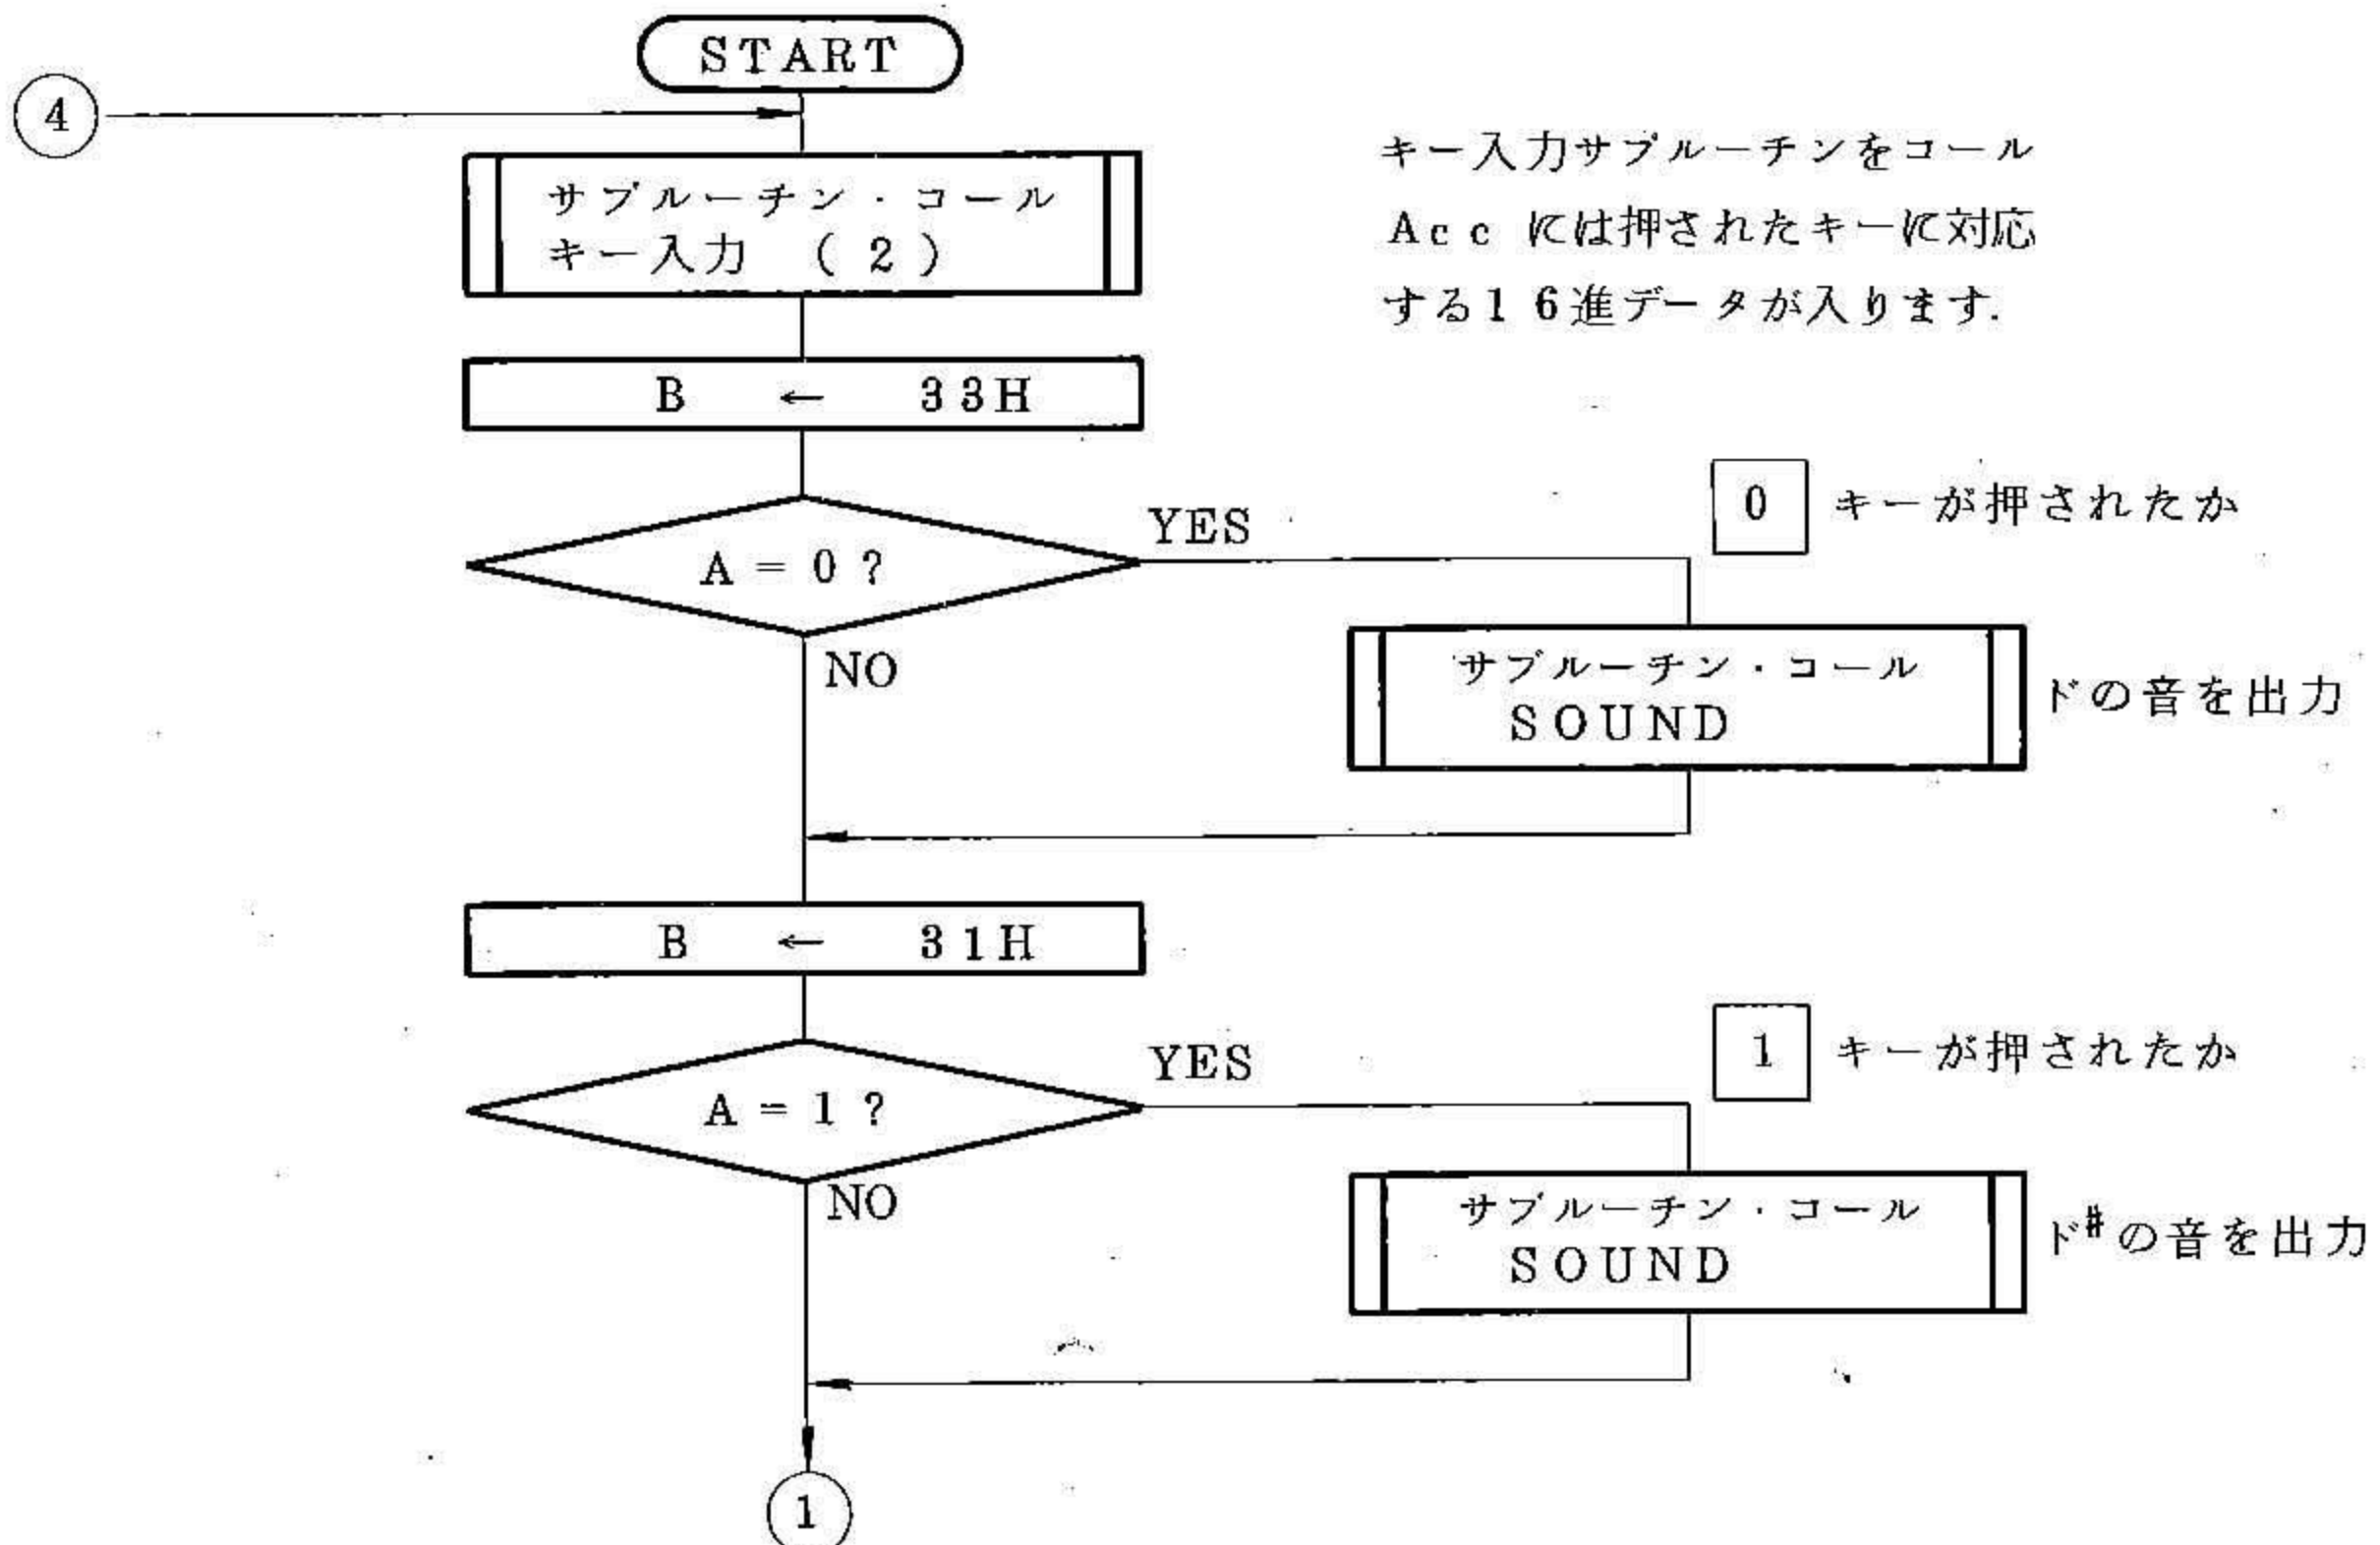 START
4
サブルーチン・コール
キー入力 (2)
キー入力サブルーチンをコール
Acc には押されたキーに対応
する16進データが入ります.
B ← 33H
A = 0 ?
YES
0 キーが押されたか
NO
サブルーチン・コール
SOUND
ドの音を出力
B ← 31H
A = 1 ?
YES
1 キーが押されたか
NO
サブルーチン・コール
SOUND
ド#の音を出力
1